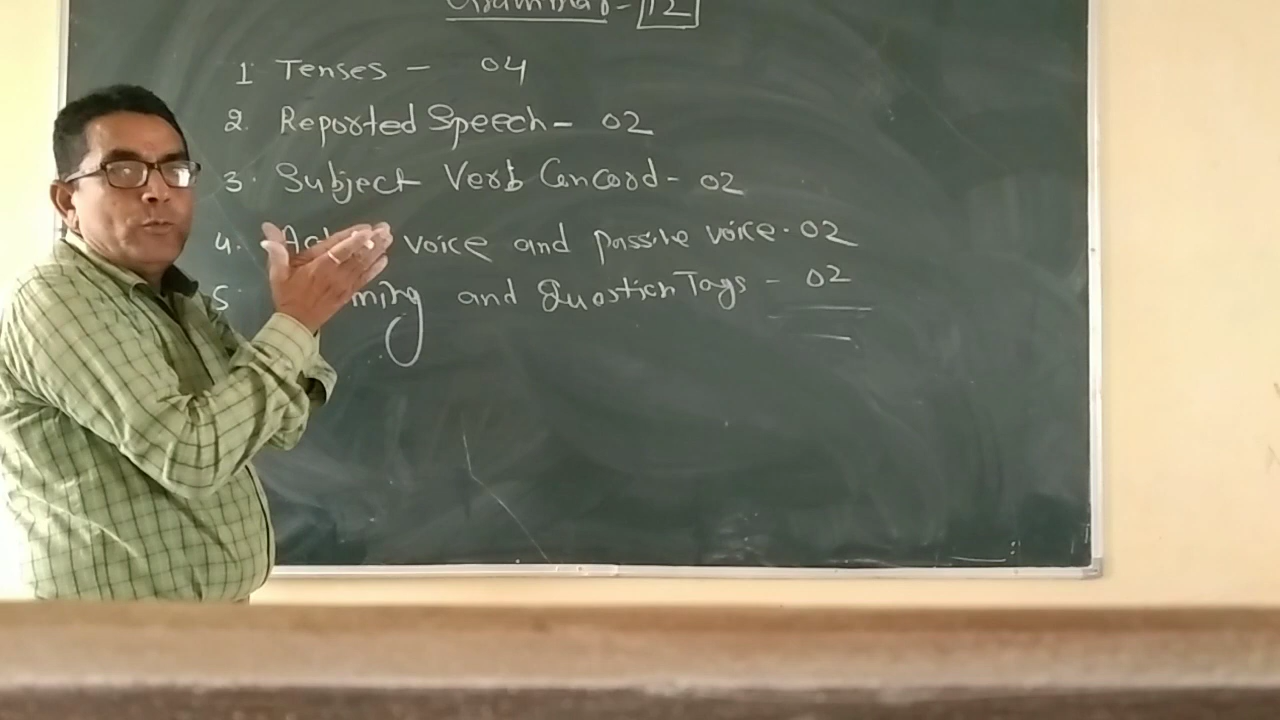 Grammar - 12
1. Tenses - 04
2. Reported Speech - 02
3. Subject Verb Concord - 02
4. voice and passive voice. 02
5 and Question Tags - 02